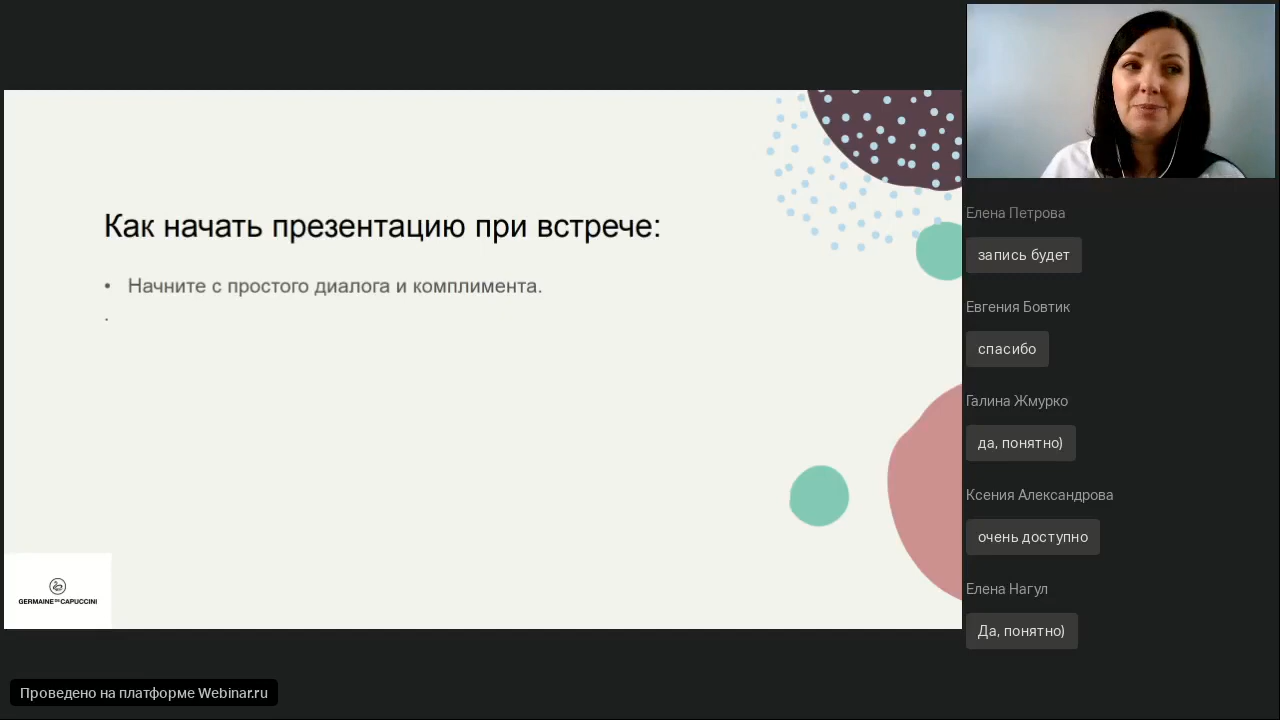 Как начать презентацию при встрече:
• Начните с простого диалога и комплимента.
.
GERMAINE DE CAPUCCINI
Проведено на платформе Webinar.ru
Елена Петрова
запись будет
Евгения Бовтик
спасибо
Галина Жмурко
да, понятно)
Ксения Александрова
очень доступно
Елена Нагул
Да, понятно)